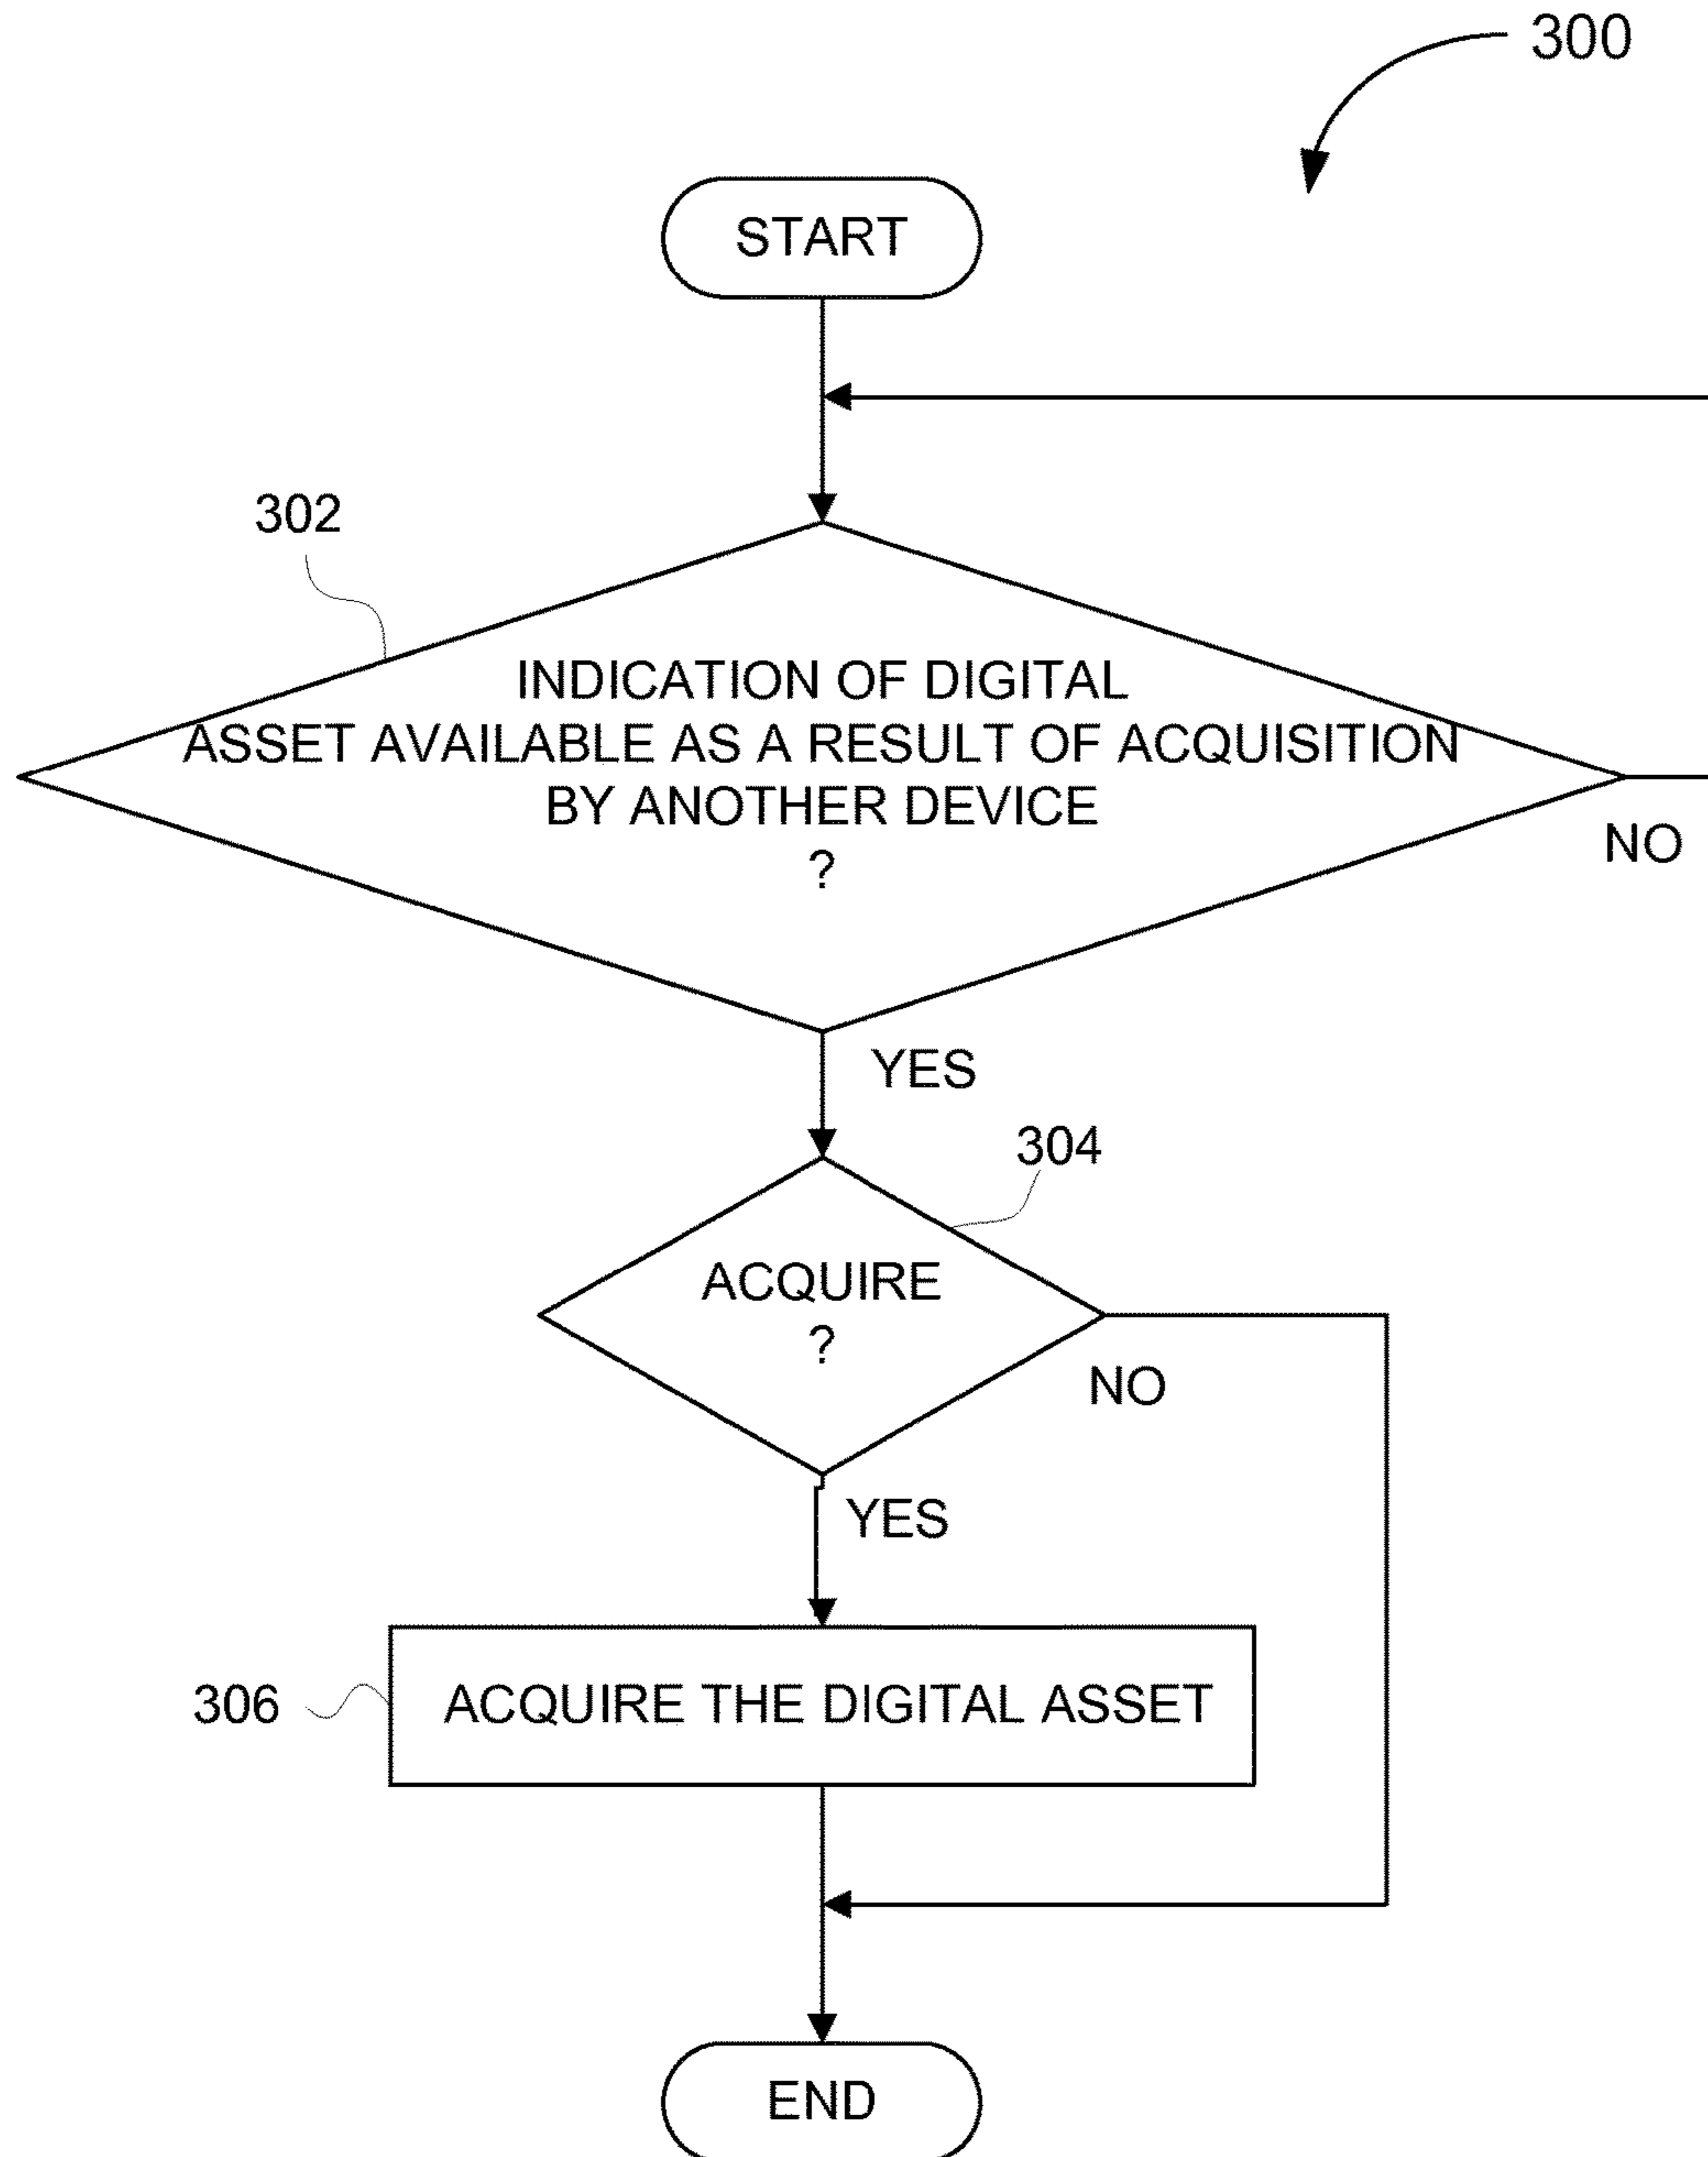 300
START
302
INDICATION OF DIGITAL
ASSET AVAILABLE AS A RESULT OF ACQUISITION
BY ANOTHER DEVICE
?
NO
YES
304
ACQUIRE
?
NO
YES
306
ACQUIRE THE DIGITAL ASSET
END